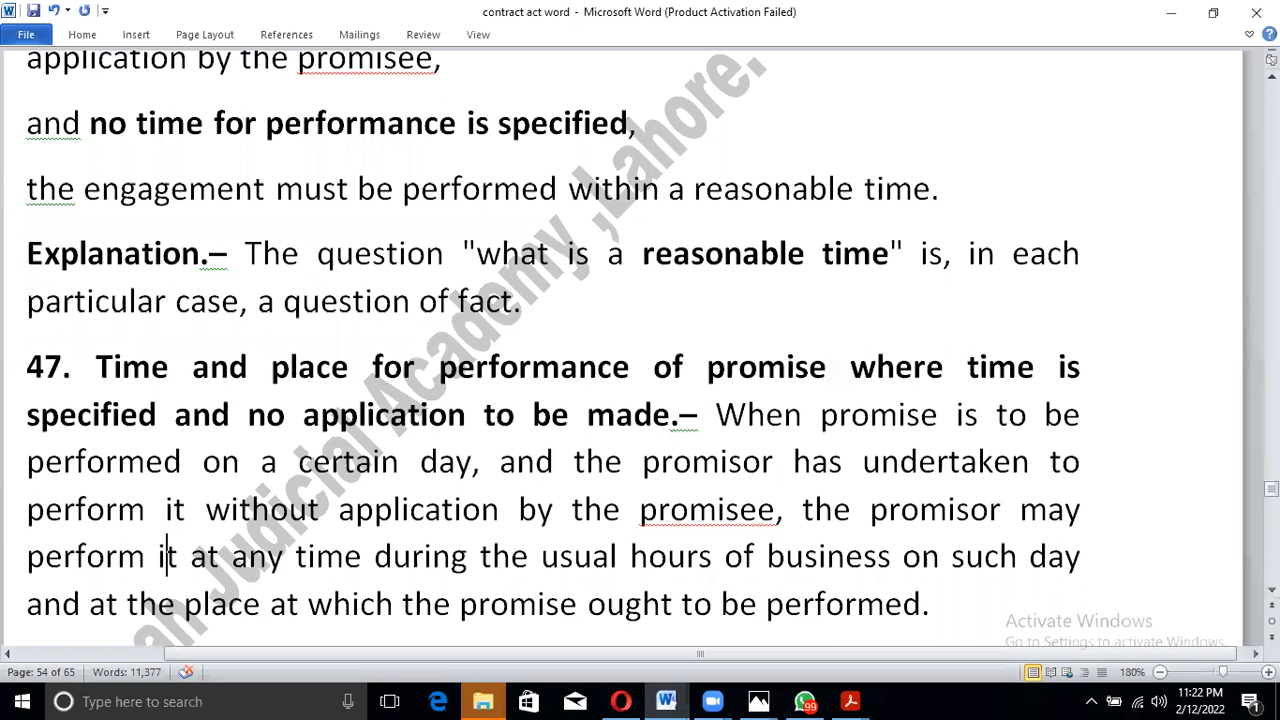 contract act word - Microsoft Word (Product Activation Failed)
File Home Insert Page Layout References Mailings Review View
application by the promisee,
and no time for performance is specified,
the engagement must be performed within a reasonable time.
Explanation.– The question "what is a reasonable time" is, in each
particular case, a question of fact.
47. Time and place for performance of promise where time is
specified and no application to be made.– When promise is to be
performed on a certain day, and the promisor has undertaken to
perform it without application by the promisee, the promisor may
perform it at any time during the usual hours of business on such day
and at the place at which the promise ought to be performed.
Judicial Academy ,Lahore.
Activate Windows
Go to Settings to activate Windows.
Page: 54 of 65 Words: 11,377 180%
Type here to search
99
11:22 PM
2/12/2022
1